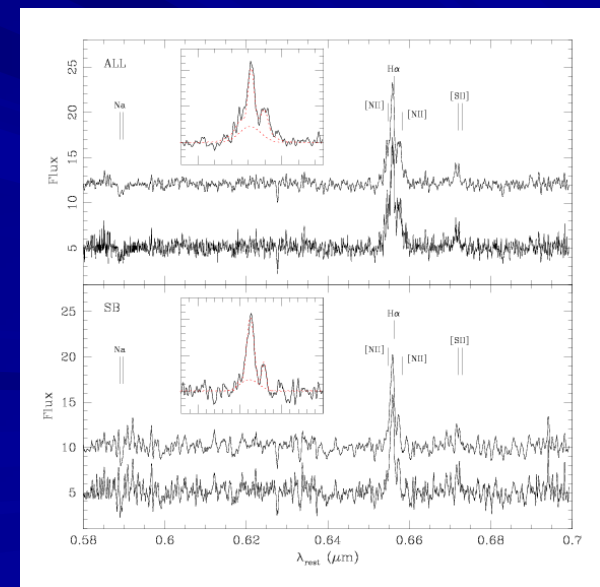 ALL
Hα
[NII]
[NII]
[SII]
Na
Flux
25
20
15
10
5
SB
Hα
[NII]
[NII]
[SII]
Na
Flux
25
20
15
10
5
0.58
0.6
0.62
0.64
0.66
0.68
0.7
λrest (μm)